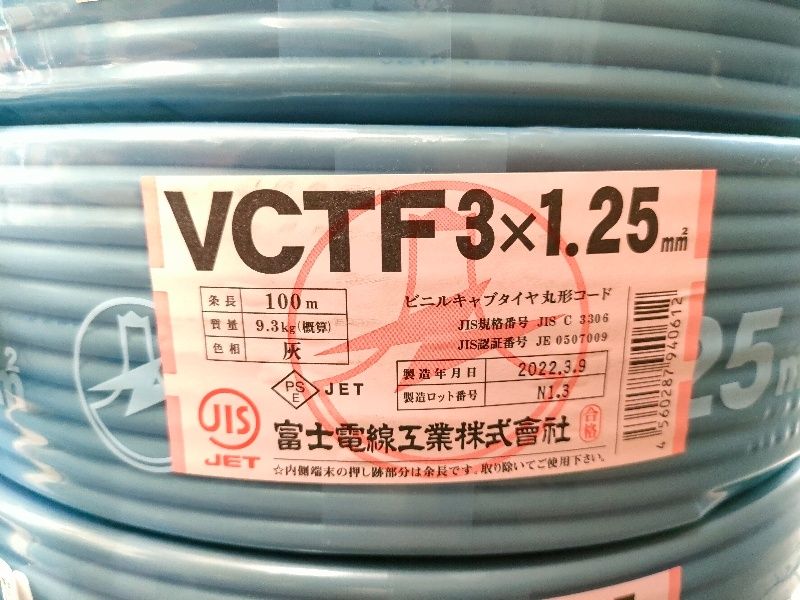 VCTF 3×1.25mm²
条長 100m
質量 9.3kg(概算)
色相 灰
ビニルキャブタイヤ丸形コード
JIS規格番号 JIS C 3306
JIS認証番号 JE 0507009
製造年月日 2022.3.9
製造ロット番号 N1.3
PS E JET
JIS
JET
富士電線工業株式會社
合格
☆内側端末の押し跡部分は余長です。取り除いてご使用下さい。
4 560287 940612
25m